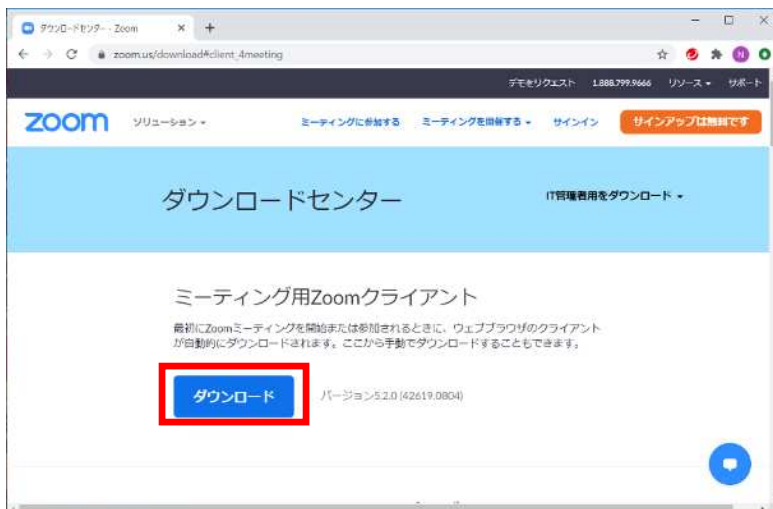 ダウンロードセンター - Zoom
zoom.us/download#client_4meeting
デモをリクエスト 1.888.799.9666 リソース サポート
zoom ソリューション ミーティングに参加する ミーティングを開催する サインイン サインアップは無料です
ダウンロードセンター
IT管理者用をダウンロード
ミーティング用Zoomクライアント
最初にZoomミーティングを開始または参加されるときに、ウェブブラウザのクライアント
が自動的にダウンロードされます。ここから手動でダウンロードすることもできます。
ダウンロード バージョン5.2.0 (42619.0804)